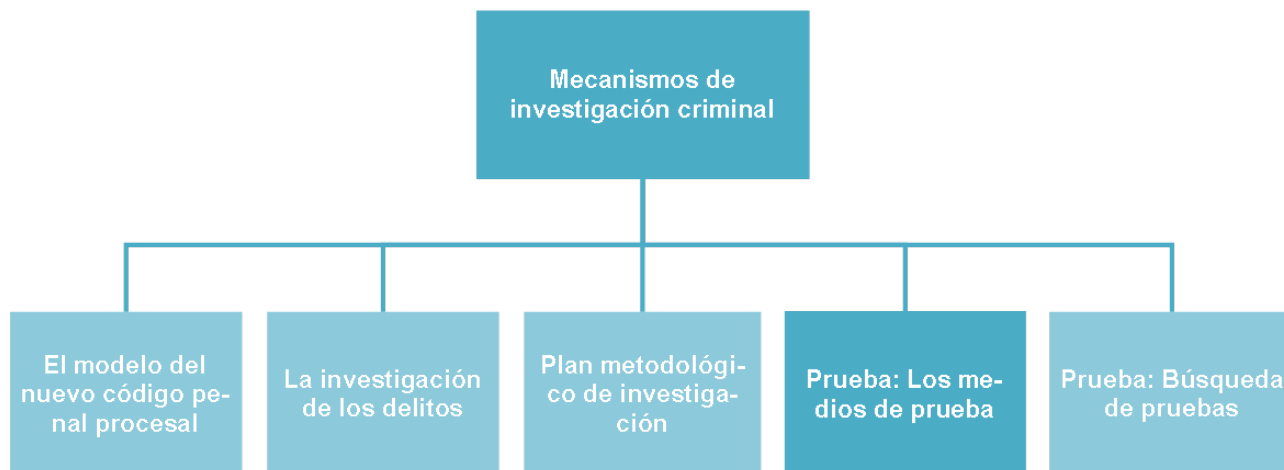 Mecanismos de
investigación criminal
El modelo del
nuevo código pe-
nal procesal
La investigación
de los delitos
Plan metodológi-
co de investiga-
ción
Prueba: Los me-
dios de prueba
Prueba: Búsqueda
de pruebas